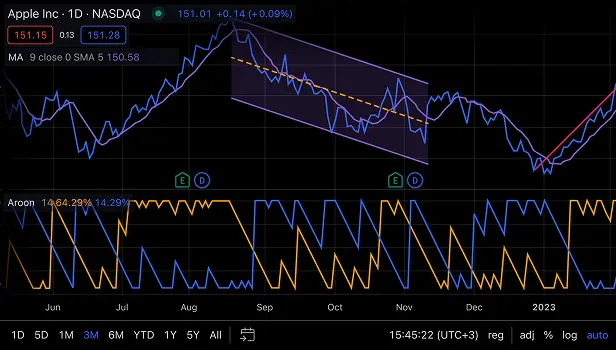 Apple Inc · 1D · NASDAQ 151.01 +0.14 (+0.09%)
151.15 0.13 151.28
MA 9 close 0 SMA 5 150.58
E D E D
Aroon 14 64.29% 14.29%
Jun Jul Aug Sep Oct Nov Dec 2023
1D 5D 1M 3M 6M YTD 1Y 5Y All 15:45:22 (UTC+3) reg adj % log auto